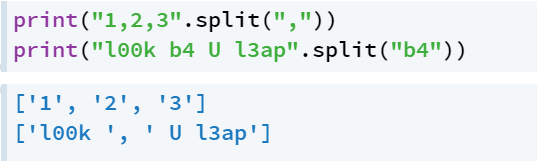 print("1,2,3".split(","))
print("l00k b4 U l3ap".split("b4"))
['1', '2', '3']
['l00k ', ' U l3ap']